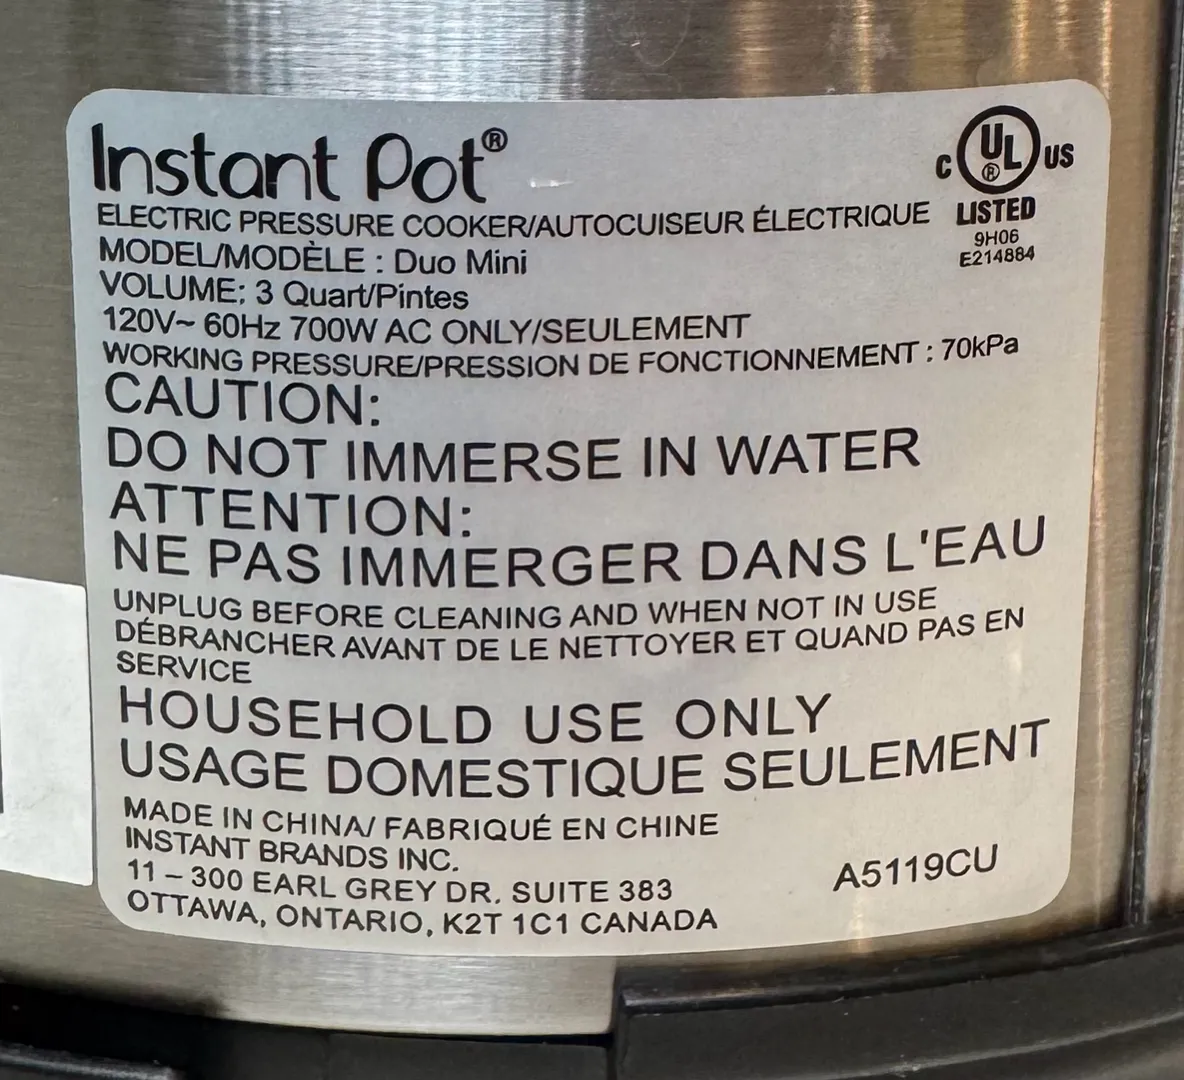 Instant Pot®
ELECTRIC PRESSURE COOKER/AUTOCUISEUR ÉLECTRIQUE
MODEL/MODÈLE : Duo Mini
VOLUME: 3 Quart/Pintes
120V~ 60Hz 700W AC ONLY/SEULEMENT
WORKING PRESSURE/PRESSION DE FONCTIONNEMENT : 70kPa
C UL® US
LISTED
9H06
E214884
CAUTION:
DO NOT IMMERSE IN WATER
ATTENTION:
NE PAS IMMERGER DANS L'EAU
UNPLUG BEFORE CLEANING AND WHEN NOT IN USE
DÉBRANCHER AVANT DE LE NETTOYER ET QUAND PAS EN
SERVICE
HOUSEHOLD USE ONLY
USAGE DOMESTIQUE SEULEMENT
MADE IN CHINA/ FABRIQUÉ EN CHINE
INSTANT BRANDS INC.
11 – 300 EARL GREY DR. SUITE 383
OTTAWA, ONTARIO, K2T 1C1 CANADA
A5119CU